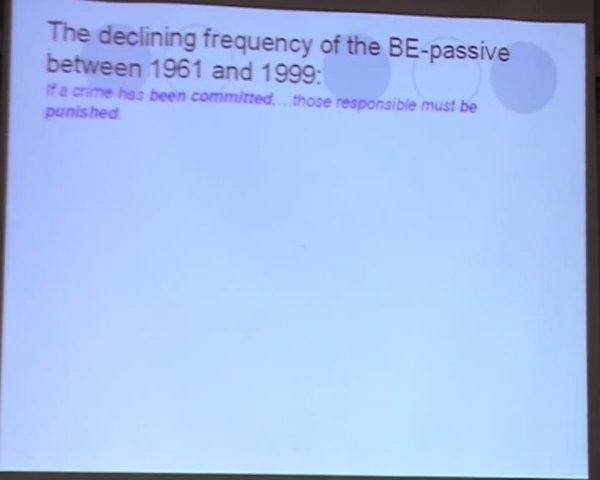 The declining frequency of the BE-passive
between 1961 and 1999:
If a crime has been committed....those responsible must be
punished.